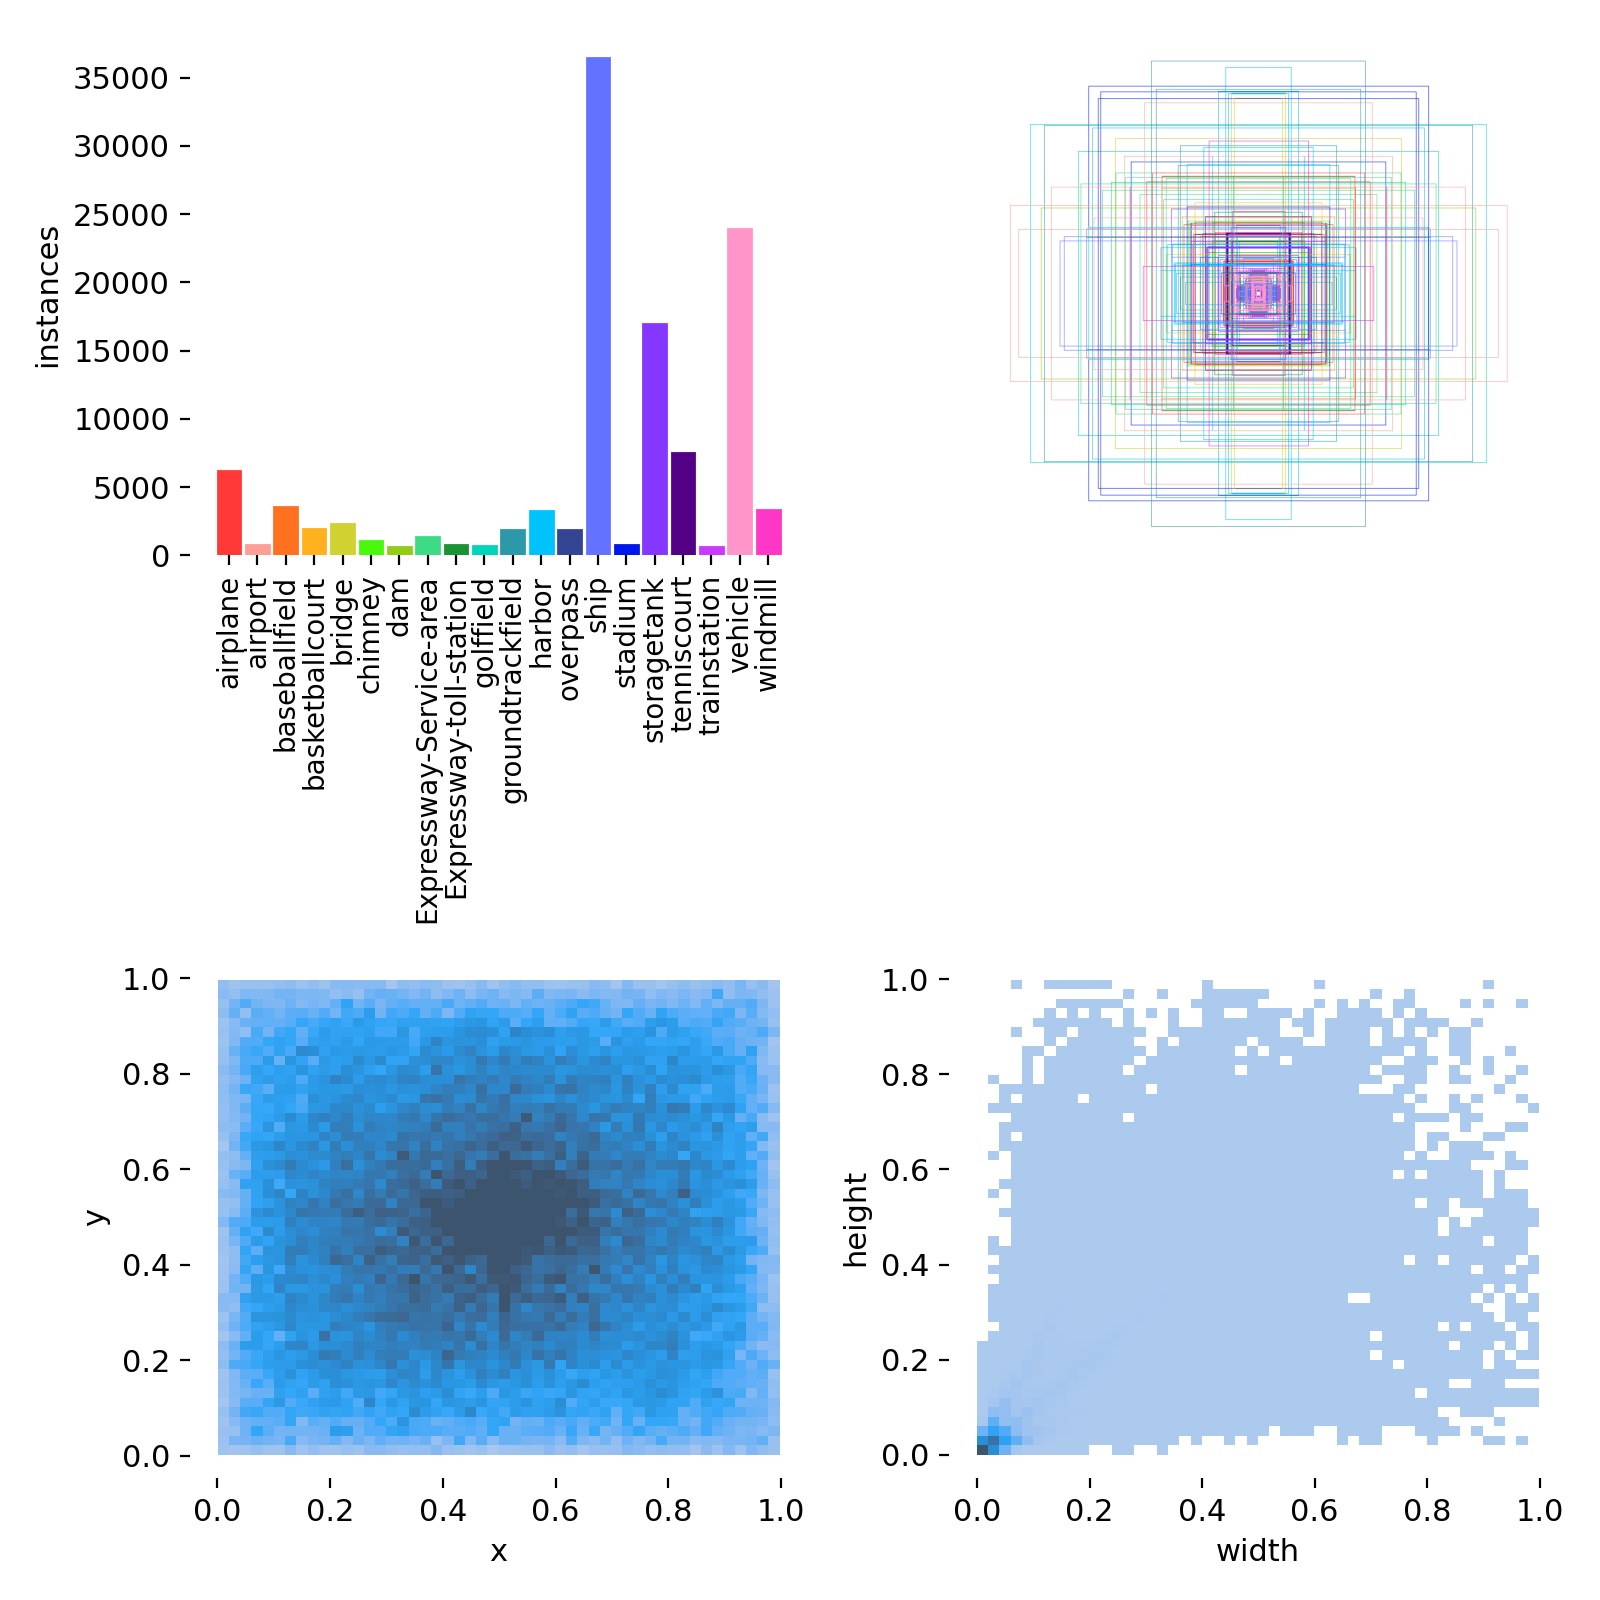 instances
35000
30000
25000
20000
15000
10000
5000
0
airplane
airport
baseballfield
basketballcourt
bridge
chimney
dam
Expressway-Service-area
Expressway-toll-station
golffield
groundtrackfield
harbor
overpass
ship
stadium
storagetank
tenniscourt
trainstation
vehicle
windmill
y
1.0
0.8
0.6
0.4
0.2
0.0
0.0 0.2 0.4 0.6 0.8 1.0
x
height
1.0
0.8
0.6
0.4
0.2
0.0
0.0 0.2 0.4 0.6 0.8 1.0
width